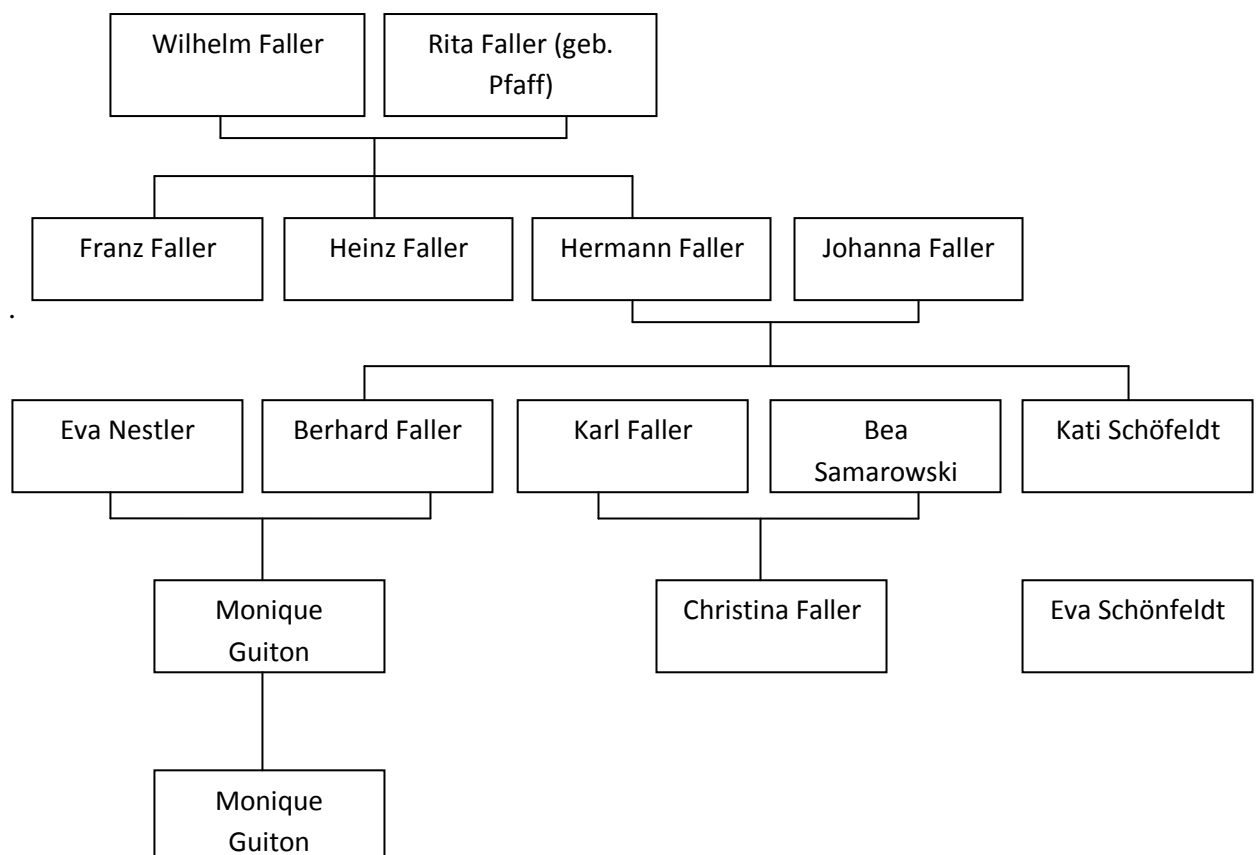 Wilhelm Faller
Rita Faller (geb.
Pfaff)
Franz Faller
Heinz Faller
Hermann Faller
Johanna Faller
.
Eva Nestler
Berhard Faller
Karl Faller
Bea
Samarowski
Kati Schöfeldt
Monique
Guiton
Christina Faller
Eva Schönfeldt
Monique
Guiton